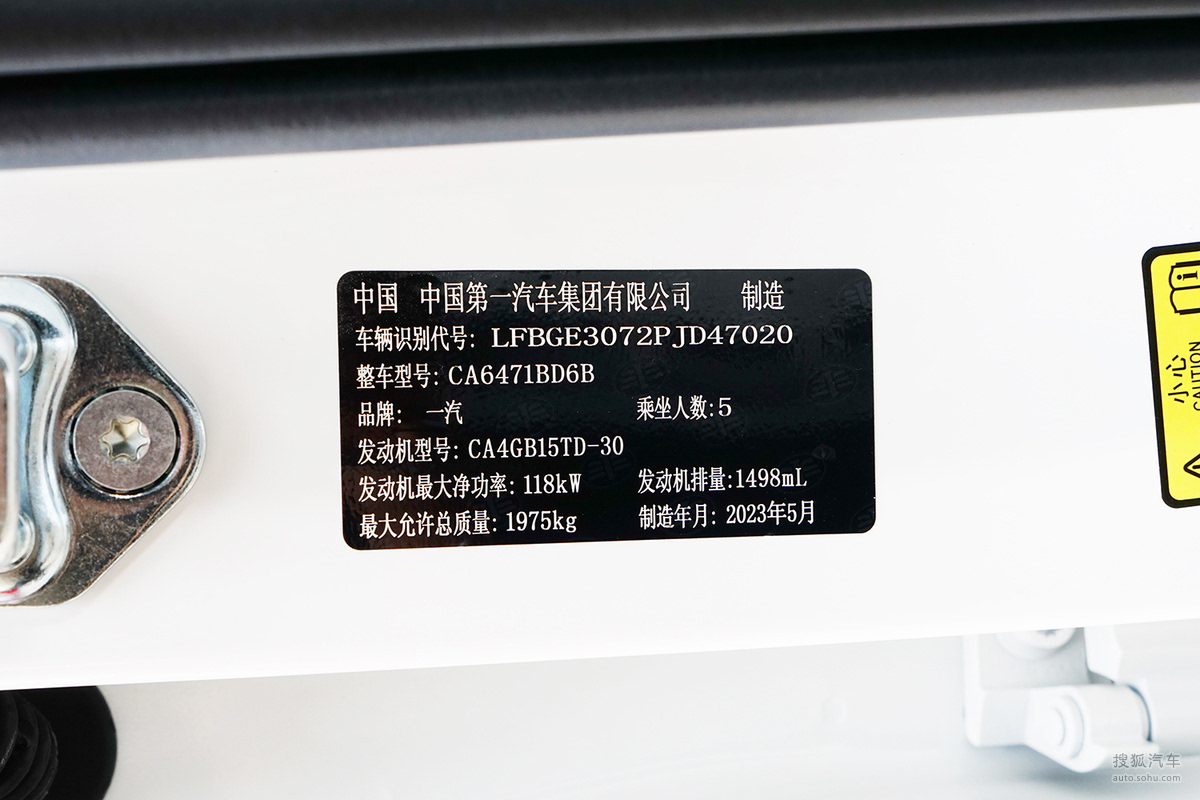 中国 中国第一汽车集团有限公司 制造
车辆识别代号: LFBGE3072PJD47020
整车型号: CA6471BD6B
品牌: 一汽 乘坐人数:5
发动机型号: CA4GB15TD-30
发动机最大净功率: 118kW 发动机排量:1498mL
最大允许总质量: 1975kg 制造年月: 2023年5月
小心
CAUTION
搜狐汽车
auto.sohu.com